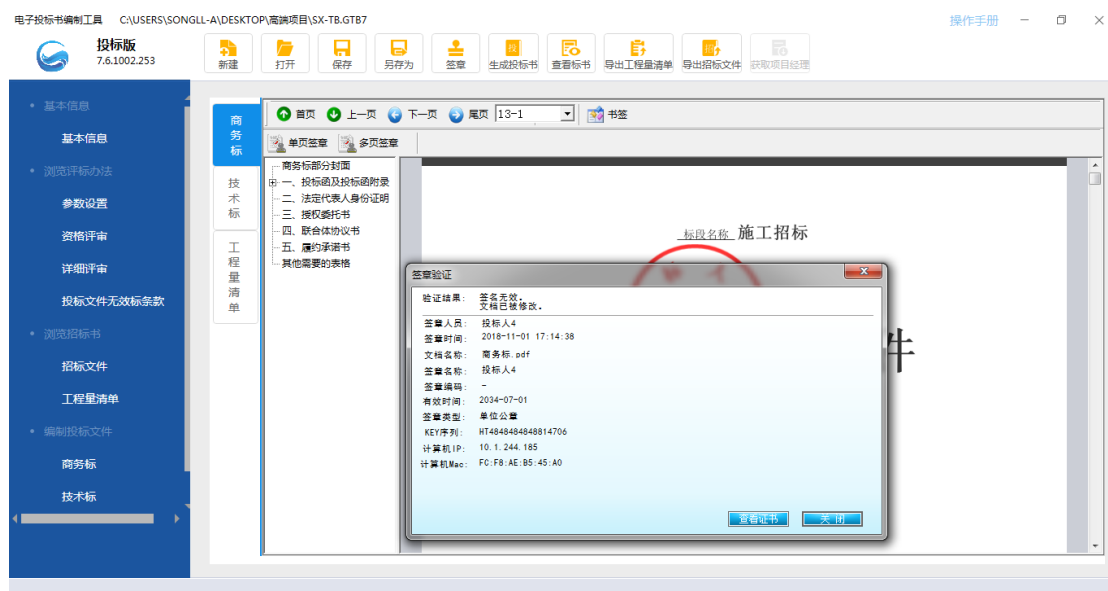 电子投标书编制工具 C:\USERS\SONGLL-A\DESKTOP\高端项目\SX-TB.GTB7
操作手册
投标版
7.6.1002.253
新建 打开 保存 另存为 签章 生成投标书 查看标书 导出工程量清单 导出招标文件 获取项目经理
基本信息
基本信息
浏览评标办法
参数设置
资格评审
详细评审
投标文件无效标条款
浏览招标书
招标文件
工程量清单
编制投标文件
商务标
技术标
商务标
技术标
工程量清单
首页 上一页 下一页 尾页 13-1 书签
单页签章 多页签章
商务标部分封面
一、投标函及投标函附录
二、法定代表人身份证明
三、授权委托书
四、联合体协议书
五、履约承诺书
其他需要的表格
标段名称 施工招标
件
签章验证
验证结果: 签名无效.
文档已被修改.
签章人员: 投标人4
签章时间: 2018-11-01 17:14:38
文档名称: 商务标.pdf
签章名称: 投标人4
签章编码: -
有效时间: 2034-07-01
签章类型: 单位公章
KEY序列: HT4848484848814706
计算机IP: 10.1.244.185
计算机Mac: FC:F8:AE:B5:45:A0
查看证书 关闭